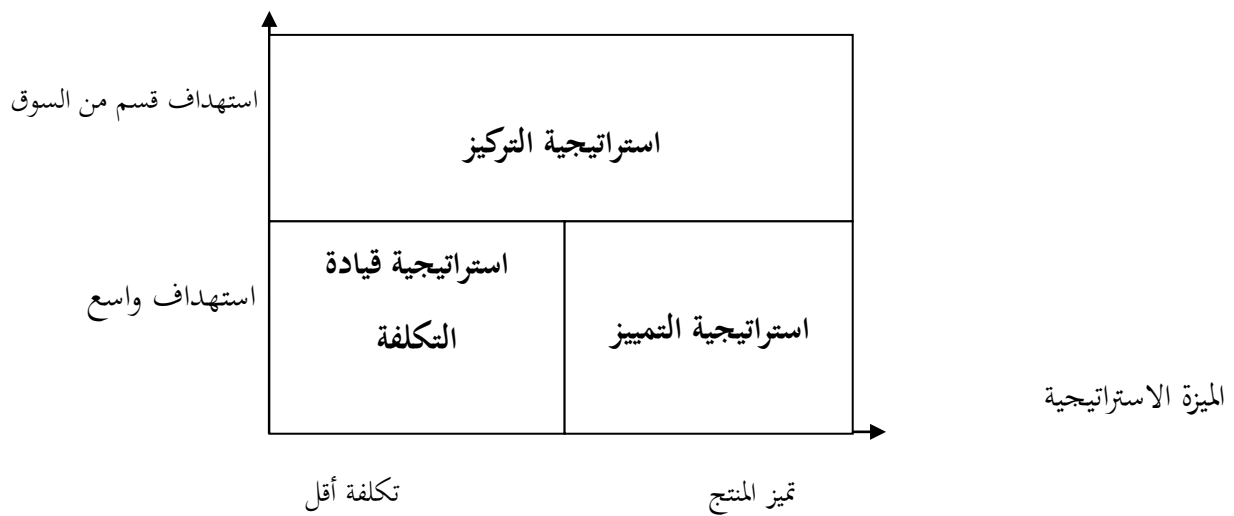 استهداف قسم من السوق
استراتيجية التركيز
استراتيجية قيادة
التكلفة
استهداف واسع
استراتيجية التمييز
الميزة الاستراتيجية
تكلفة أقل
تميز المنتج